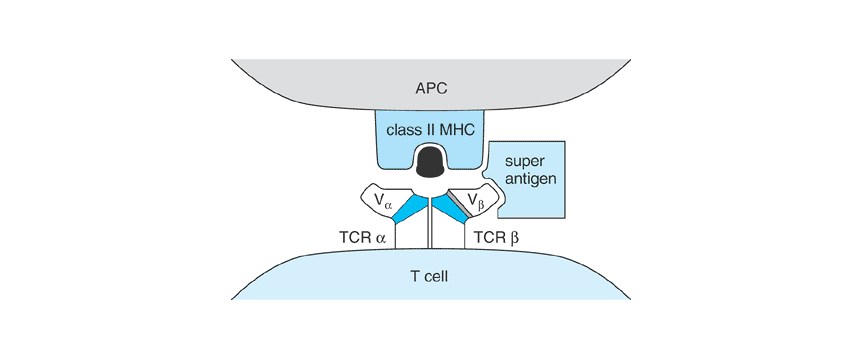 APC
class II MHC
super
antigen
Vα
Vβ
TCR α
TCR β
T cell